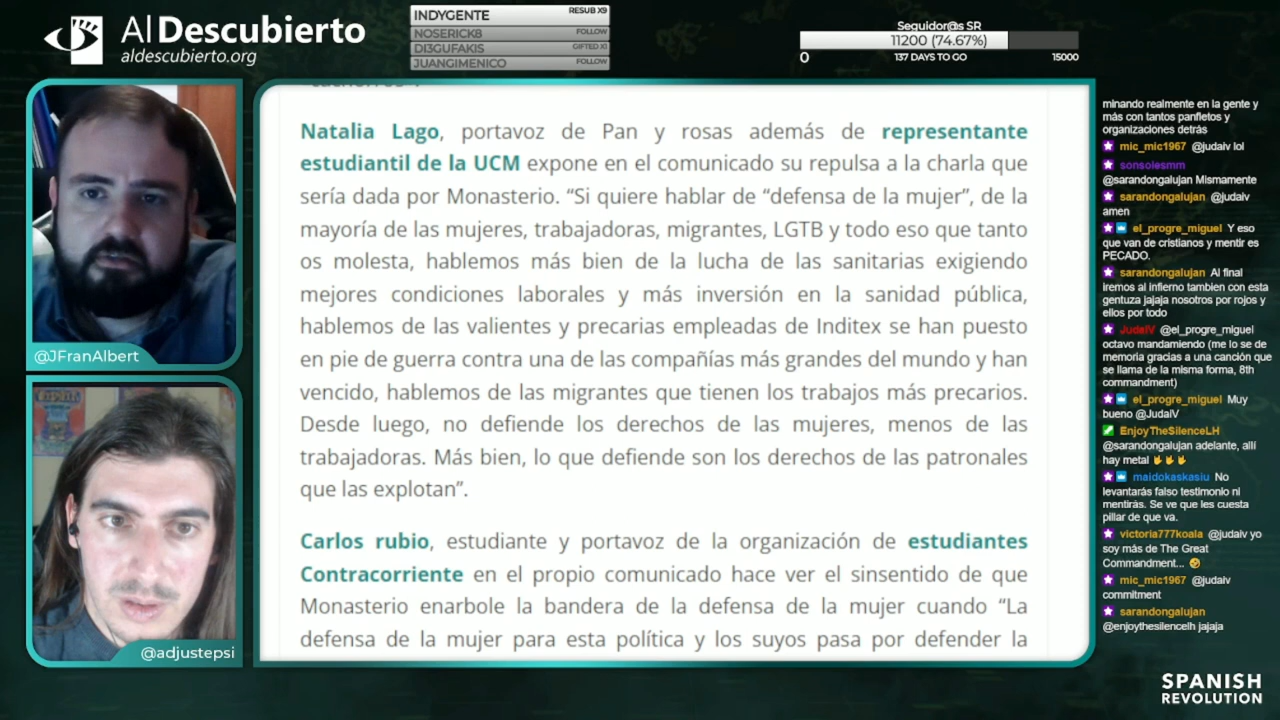 Al Descubierto
aldescubierto.org
INDYGENTE RESUB X9
NOSERICK8 FOLLOW
DI3GUFAKIS GIFTED X1
JUANGIMENICO FOLLOW
Seguidor@s SR
11200 (74.67%)
0 137 DAYS TO GO 15000
@JFranAlbert
@adjustepsi
Natalia Lago, portavoz de Pan y rosas además de representante
estudiantil de la UCM expone en el comunicado su repulsa a la charla que
sería dada por Monasterio. “Si quiere hablar de “defensa de la mujer”, de la
mayoría de las mujeres, trabajadoras, migrantes, LGTB y todo eso que tanto
os molesta, hablemos más bien de la lucha de las sanitarias exigiendo
mejores condiciones laborales y más inversión en la sanidad pública,
hablemos de las valientes y precarias empleadas de Inditex se han puesto
en pie de guerra contra una de las compañías más grandes del mundo y han
vencido, hablemos de las migrantes que tienen los trabajos más precarios.
Desde luego, no defiende los derechos de las mujeres, menos de las
trabajadoras. Más bien, lo que defiende son los derechos de las patronales
que las explotan”.
Carlos rubio, estudiante y portavoz de la organización de estudiantes
Contracorriente en el propio comunicado hace ver el sinsentido de que
Monasterio enarbole la bandera de la defensa de la mujer cuando “La
defensa de la mujer para esta política y los suyos pasa por defender la
minando realmente en la gente y
más con tantos panfletos y
organizaciones detrás
mic_mic1967 @judaiv lol
sonsolesmm
@sarandongalujan Mismamente
sarandongalujan @judaiv
amen
el_progre_miguel Y eso
que van de cristianos y mentir es
PECADO.
sarandongalujan Al final
iremos al infierno tambien con esta
gentuza jajaja nosotros por rojos y
ellos por todo
JudaIV @el_progre_miguel
octavo mandamiendo (me lo se de
memoria gracias a una canción que
se llama de la misma forma, 8th
commandment)
el_progre_miguel Muy
bueno @JudaIV
EnjoyTheSilenceLH
@sarandongalujan adelante, allí
hay metal 🤘🤘🤘
maidokaskasiu No
levantarás falso testimonio ni
mentirás. Se ve que les cuesta
pillar de que va.
victoria777koala @judaiv yo
soy más de The Great
Commandment... 🤣
mic_mic1967 @judaiv
commitment
sarandongalujan
@enjoythesilencelh jajaja
SPANISH
REVOLUTION